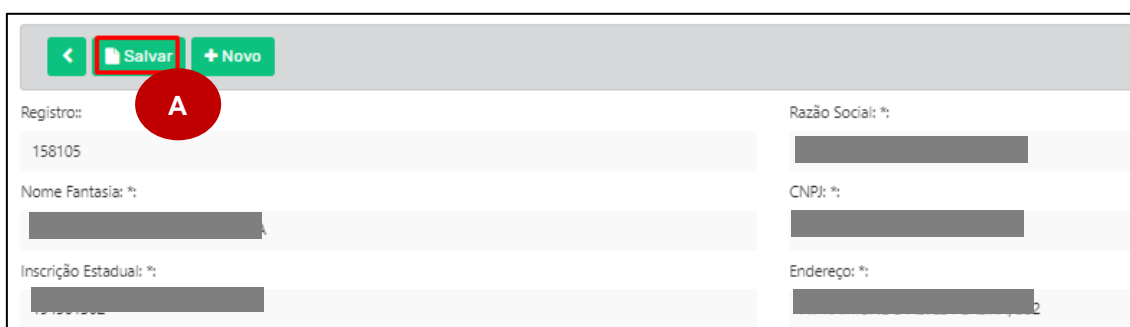 Salvar + Novo
A
Registro:: Razão Social: *:
158105
Nome Fantasia: *: CNPJ: *:
Inscrição Estadual: *: Endereço: *: